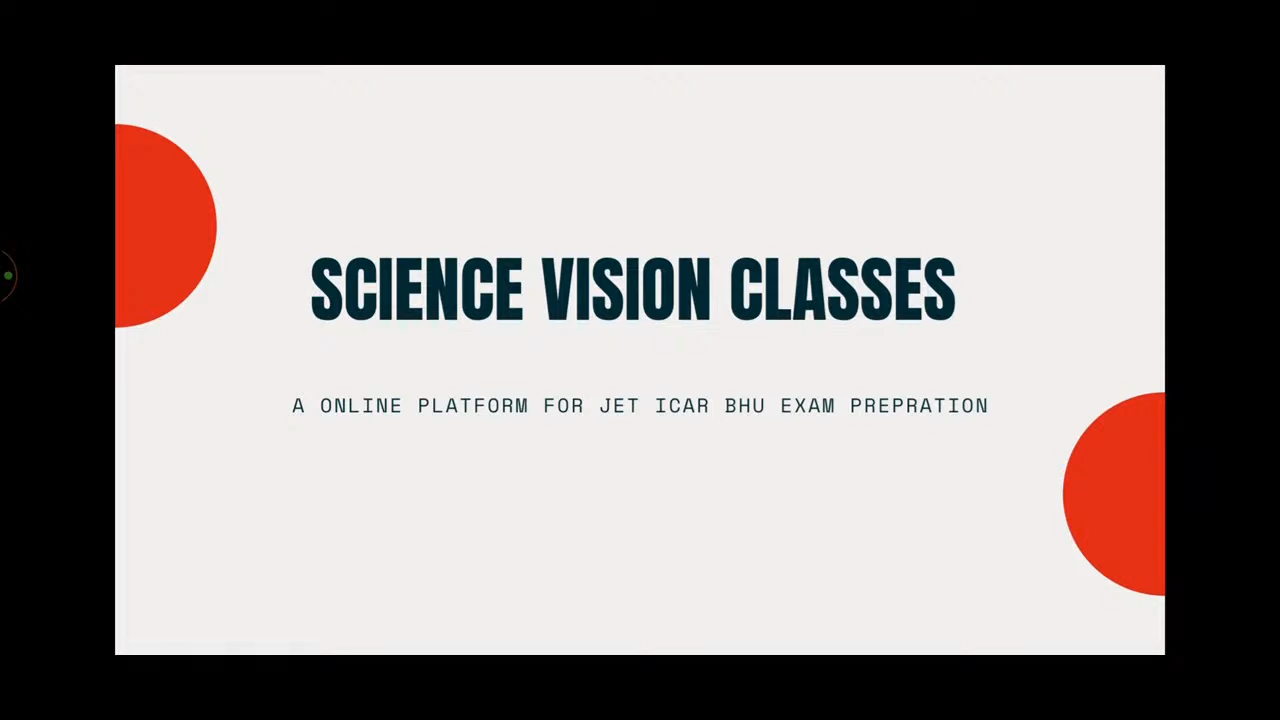 SCIENCE VISION CLASSES
A ONLINE PLATFORM FOR JET ICAR BHU EXAM PREPRATION